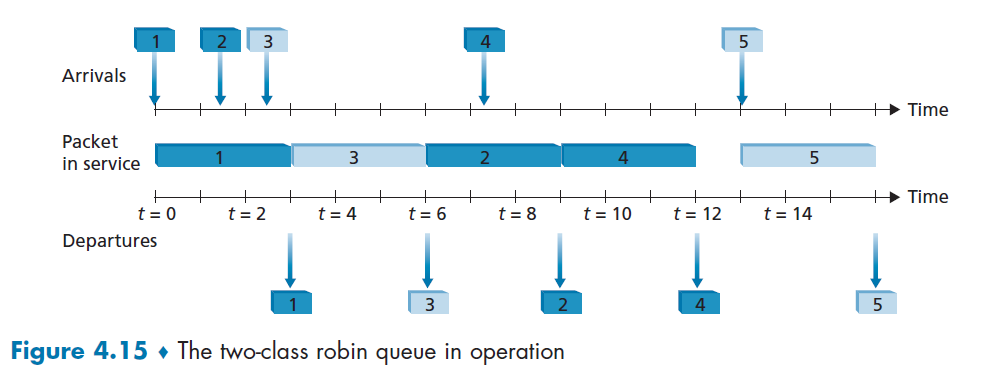 1 2 3 4 5
Arrivals
Time
Packet
in service
1 3 2 4 5
Time
t = 0 t = 2 t = 4 t = 6 t = 8 t = 10 t = 12 t = 14
Departures
1 3 2 4 5
Figure 4.15 ♦ The two-class robin queue in operation